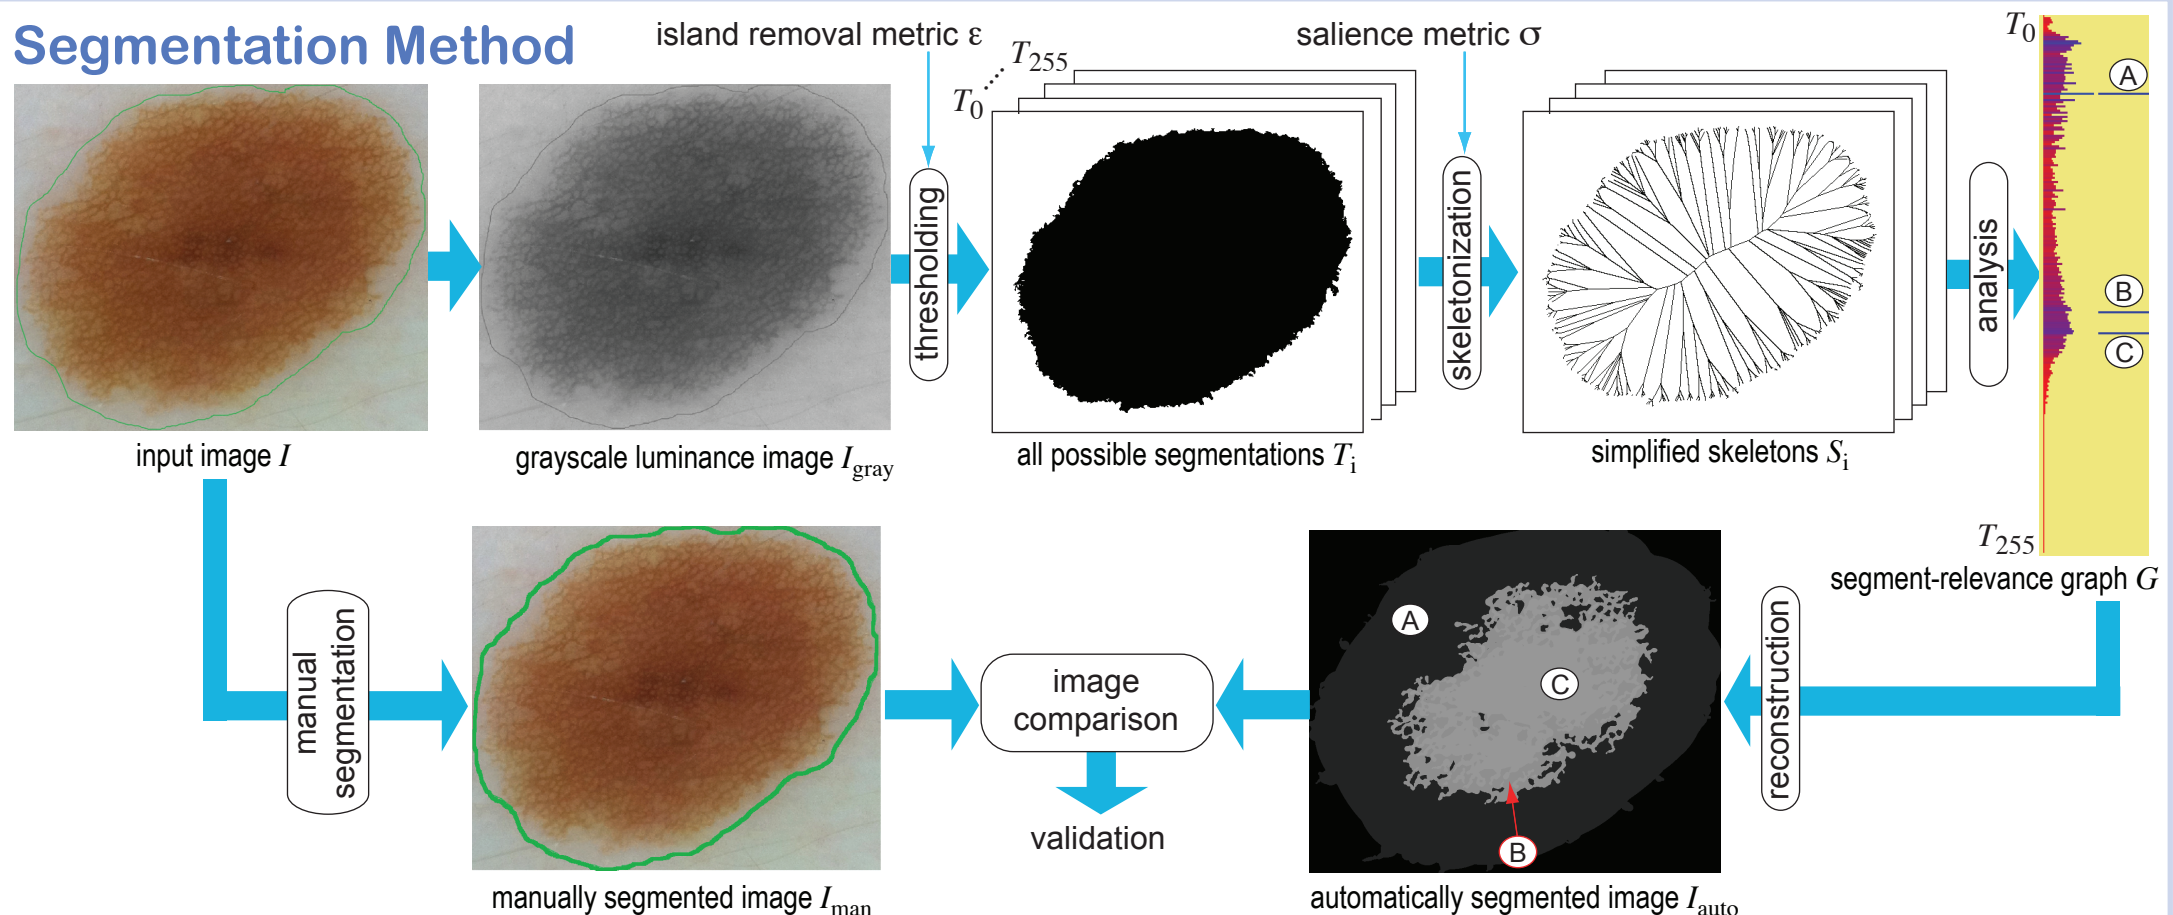 Segmentation Method
island removal metric ε
salience metric σ
T0
T255
T0
A
B
C
T255
thresholding
skeletonization
analysis
input image I
grayscale luminance image Igray
all possible segmentations Ti
simplified skeletons Si
segment-relevance graph G
manual
segmentation
image
comparison
validation
A
C
B
reconstruction
manually segmented image Iman
automatically segmented image Iauto